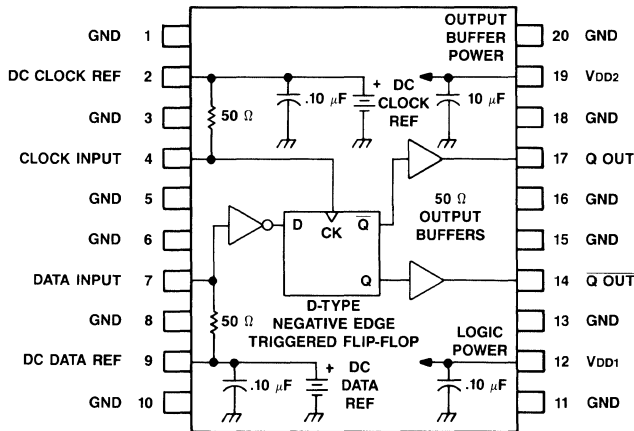 GND 1
DC CLOCK REF 2
GND 3
CLOCK INPUT 4
GND 5
GND 6
DATA INPUT 7
GND 8
DC DATA REF 9
GND 10
OUTPUT
BUFFER
POWER
.10 μF
+ DC
CLOCK
REF
10 μF
50 Ω
50 Ω
OUTPUT
BUFFERS
D
CK
Q̅
Q
D-TYPE
NEGATIVE EDGE
TRIGGERED FLIP-FLOP
50 Ω
LOGIC
POWER
.10 μF
+ DC
DATA
REF
.10 μF
20 GND
19 VDD2
18 GND
17 Q OUT
16 GND
15 GND
14 Q̅ ̅O̅U̅T̅
13 GND
12 VDD1
11 GND